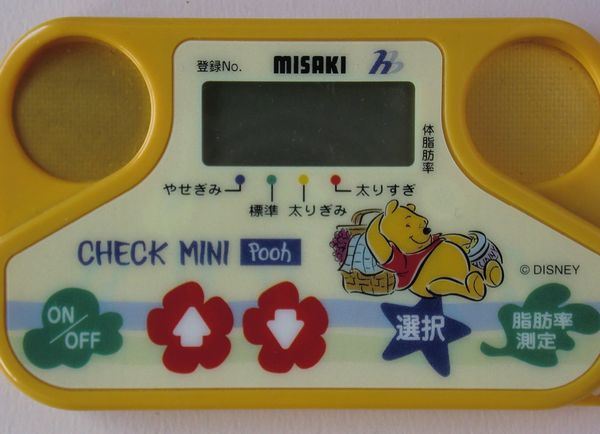 登録No. MISAKI
体脂肪率
やせぎみ 太りすぎ
標準 太りぎみ
CHECK MINI Pooh
© DISNEY
HUNNY
ON/OFF
選択
脂肪率
測定